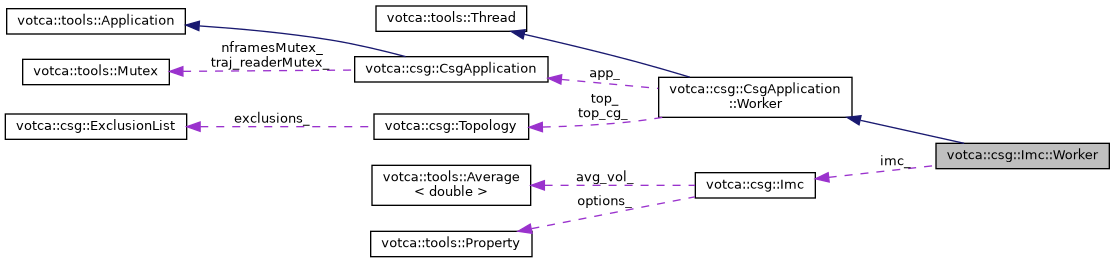 votca::tools::Application
votca::tools::Thread
nframesMutex_
traj_readerMutex_
votca::tools::Mutex
votca::csg::CsgApplication
app_
votca::csg::CsgApplication
::Worker
top_
top_cg_
exclusions_
votca::csg::ExclusionList
votca::csg::Topology
votca::csg::Imc::Worker
imc_
votca::tools::Average
< double >
avg_vol_
votca::csg::Imc
options_
votca::tools::Property